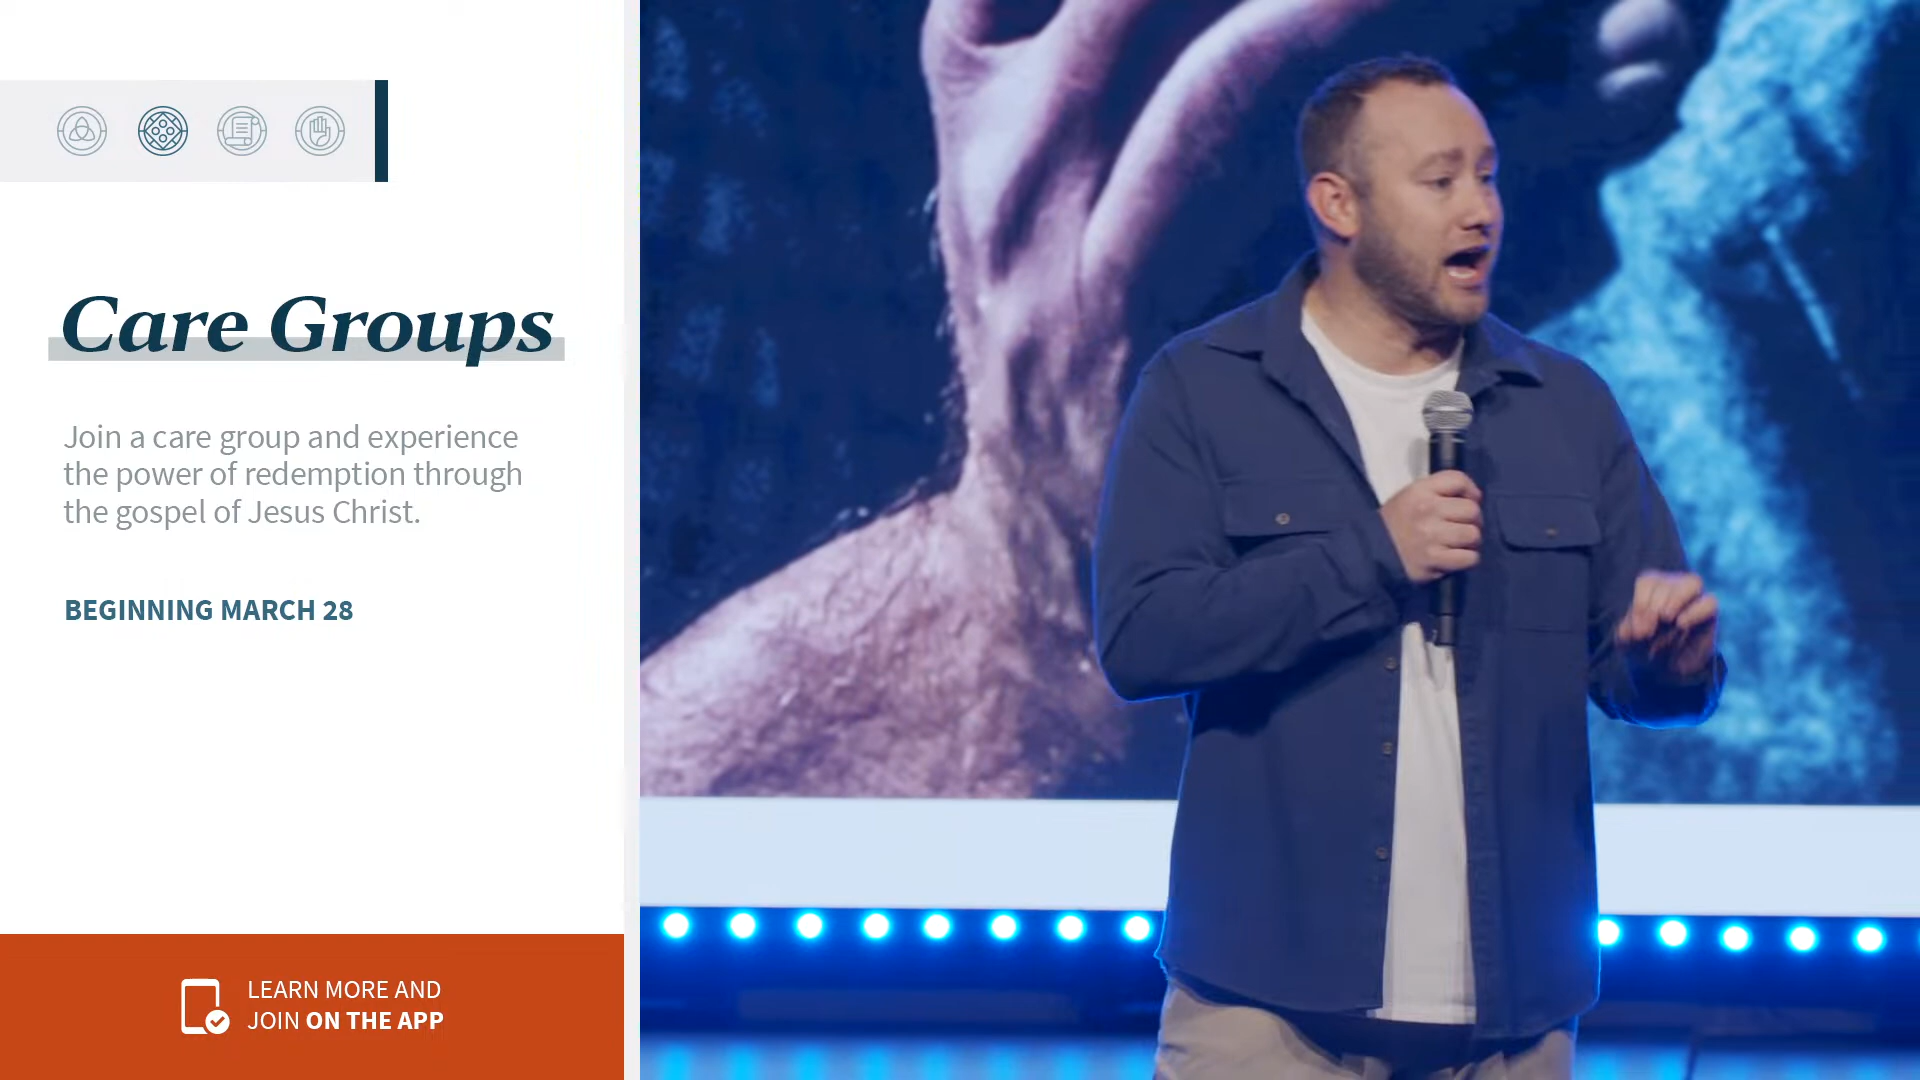 Care Groups
Join a care group and experience
the power of redemption through
the gospel of Jesus Christ.
BEGINNING MARCH 28
LEARN MORE AND
JOIN ON THE APP